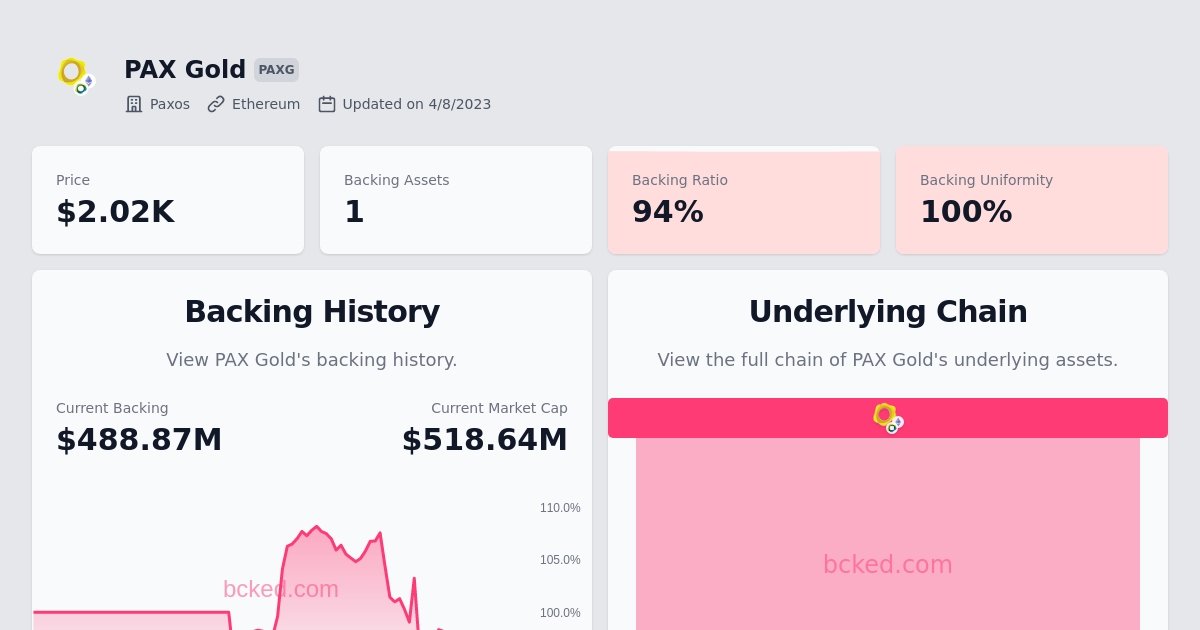 PAX Gold PAXG
Paxos Ethereum Updated on 4/8/2023
Price
$2.02K
Backing Assets
1
Backing Ratio
94%
Backing Uniformity
100%
Backing History
View PAX Gold's backing history.
Current Backing
$488.87M
Current Market Cap
$518.64M
110.0%
105.0%
100.0%
bcked.com
Underlying Chain
View the full chain of PAX Gold's underlying assets.
bcked.com